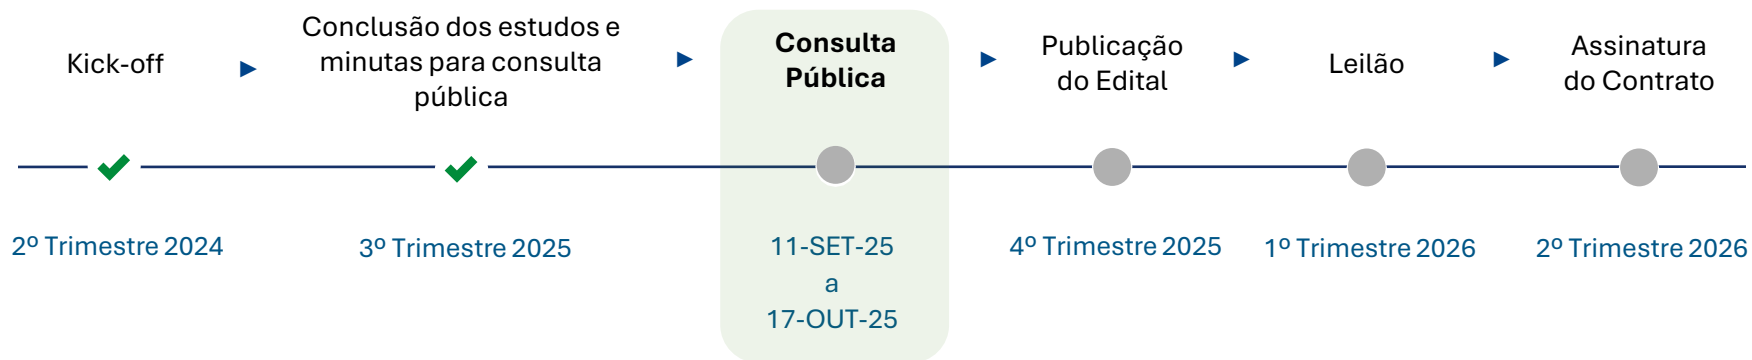 Kick-off
Conclusão dos estudos e
minutas para consulta
pública
Consulta
Pública
Publicação
do Edital
Leilão
Assinatura
do Contrato
2º Trimestre 2024
3º Trimestre 2025
11-SET-25
a
17-OUT-25
4º Trimestre 2025
1º Trimestre 2026
2º Trimestre 2026